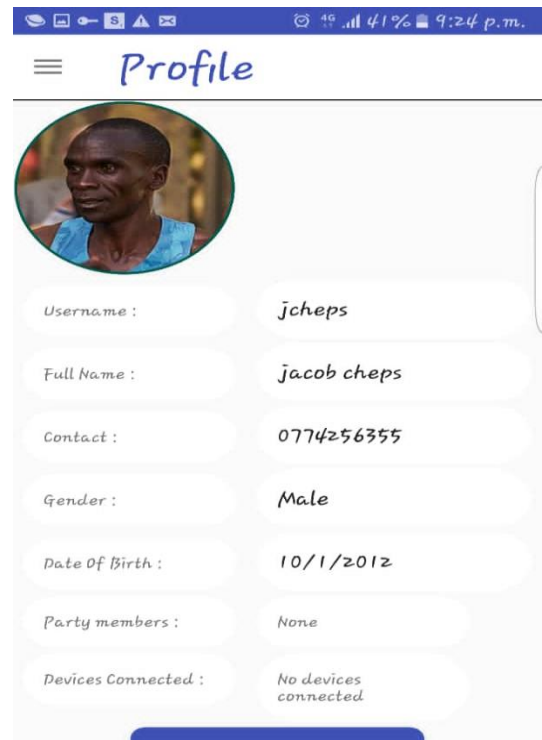 S 4G 41% 9:24 p.m.
Profile
Username : jcheps
Full Name : jacob cheps
Contact : 0774256355
Gender : Male
Date Of Birth : 10/1/2012
Party members : None
Devices Connected : No devices
connected